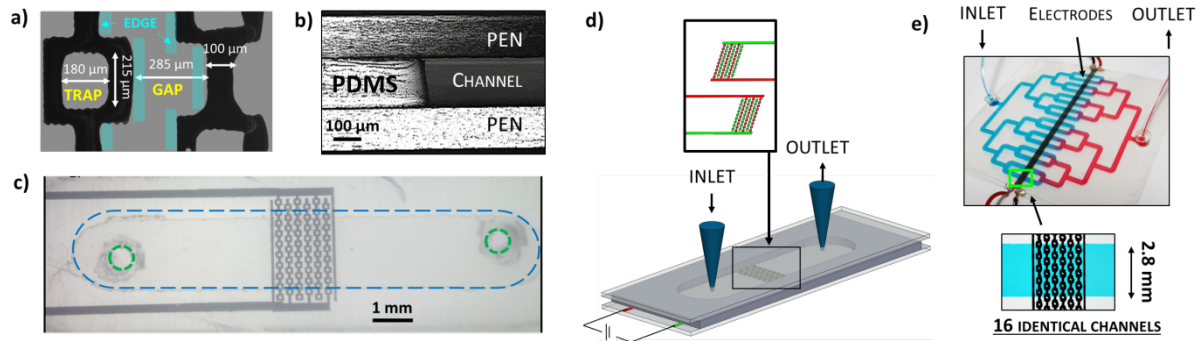 a)
EDGE
100 µm
180 µm
215 µm
285 µm
TRAP
GAP
b)
PEN
PDMS
CHANNEL
100 µm
PEN
c)
1 mm
d)
INLET
OUTLET
e)
INLET
ELECTRODES
OUTLET
2.8 mm
16 IDENTICAL CHANNELS